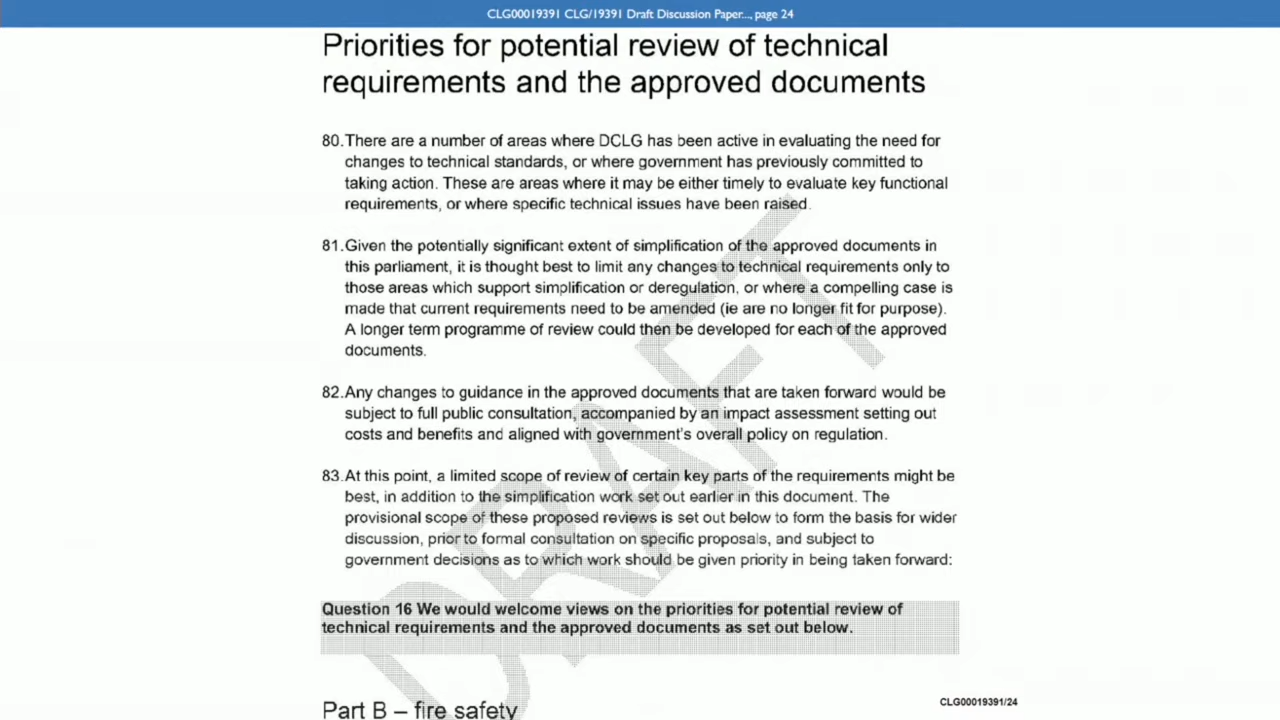 CLG00019391 CLG/19391 Draft Discussion Paper..., page 24
Priorities for potential review of technical
requirements and the approved documents
80.There are a number of areas where DCLG has been active in evaluating the need for
changes to technical standards, or where government has previously committed to
taking action. These are areas where it may be either timely to evaluate key functional
requirements, or where specific technical issues have been raised.
81.Given the potentially significant extent of simplification of the approved documents in
this parliament, it is thought best to limit any changes to technical requirements only to
those areas which support simplification or deregulation, or where a compelling case is
made that current requirements need to be amended (ie are no longer fit for purpose).
A longer term programme of review could then be developed for each of the approved
documents.
82.Any changes to guidance in the approved documents that are taken forward would be
subject to full public consultation, accompanied by an impact assessment setting out
costs and benefits and aligned with government's overall policy on regulation.
83.At this point, a limited scope of review of certain key parts of the requirements might be
best, in addition to the simplification work set out earlier in this document. The
provisional scope of these proposed reviews is set out below to form the basis for wider
discussion, prior to formal consultation on specific proposals, and subject to
government decisions as to which work should be given priority in being taken forward:
Question 16 We would welcome views on the priorities for potential review of
technical requirements and the approved documents as set out below.
CLG00019391/24
Part B – fire safety
DRAFT